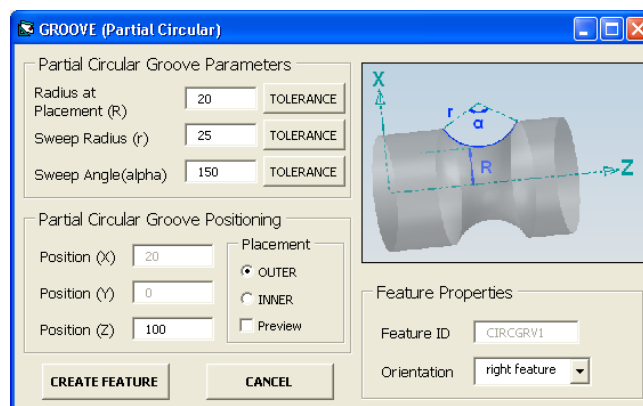 GROOVE (Partial Circular)
Partial Circular Groove Parameters
Radius at
Placement (R)
20
TOLERANCE
Sweep Radius (r)
25
TOLERANCE
Sweep Angle(alpha)
150
TOLERANCE
X
r
α
R
Z
Partial Circular Groove Positioning
Position (X)
20
Position (Y)
0
Position (Z)
100
Placement
OUTER
INNER
Preview
Feature Properties
Feature ID
CIRCGRV1
Orientation
right feature
CREATE FEATURE
CANCEL